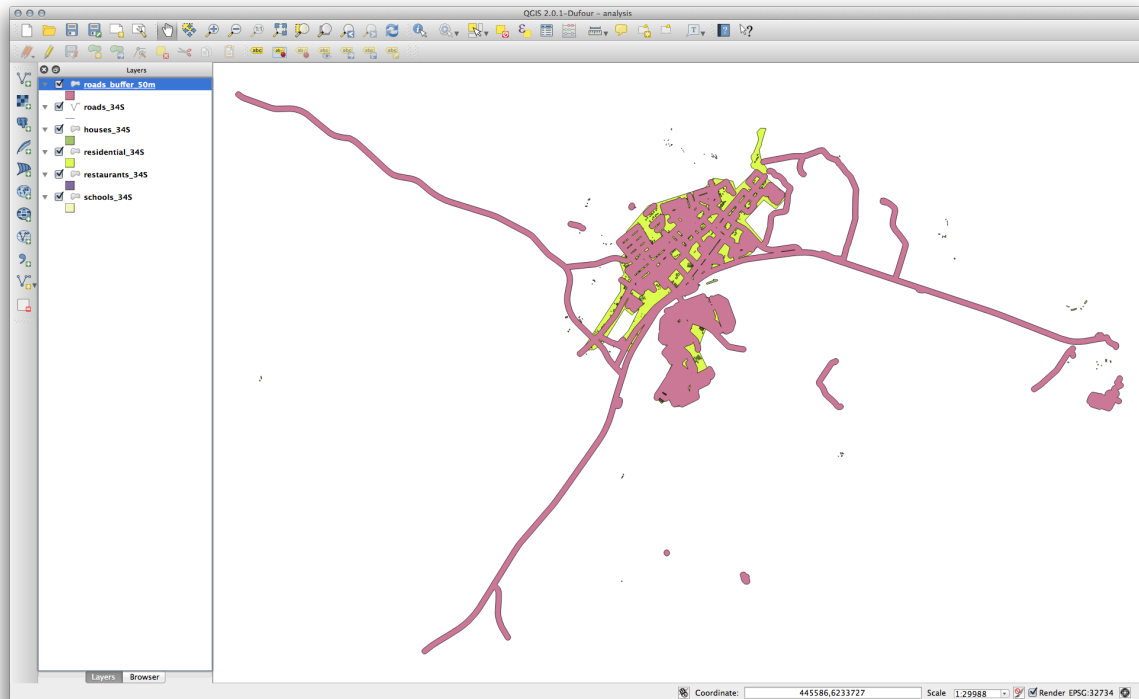 QGIS 2.0.1-Dufour - analysis
Layers
roads_buffer_50m
roads_34S
houses_34S
residential_34S
restaurants_34S
schools_34S
Layers Browser
Coordinate: 445586,6233727 Scale 1:29988 Render EPSG:32734